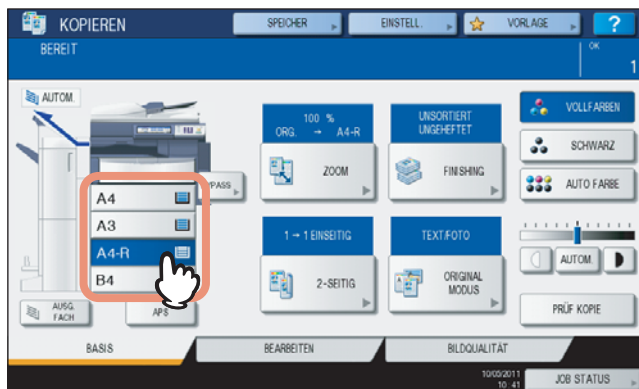 KOPIEREN
SPEICHER
EINSTELL.
VORLAGE
?
BEREIT
OK
1
AUTOM.
100 %
ORG. → A4-R
ZOOM
UNSORTIERT
UNGEHEFTET
FINISHING
VOLLFARBEN
SCHWARZ
AUTO FARBE
PASS
A4
A3
A4-R
B4
1 → 1 EINSEITIG
2-SEITIG
TEXT/FOTO
ORIGINAL
MODUS
AUTOM.
AUSG.
FACH
APS
PRÜF KOPIE
BASIS
BEARBEITEN
BILDQUALITÄT
10/05/2011
10 41
JOB STATUS